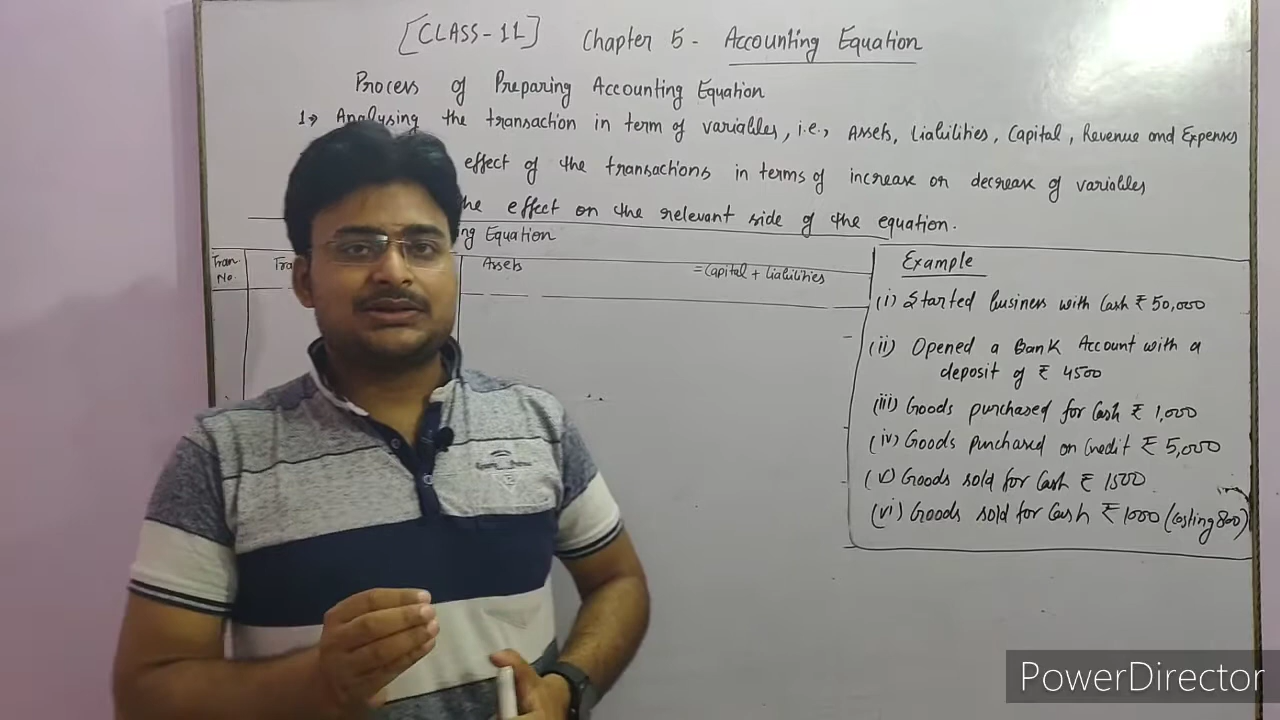 [CLASS-11] Chapter 5 - Accounting Equation
Process of Preparing Accounting Equation
1→ Analysing the transaction in term of variables, i.e., Assets, Liabilities, Capital, Revenue and Expenses
effect of the transactions in terms of increase or decrease of variables
the effect on the relevant side of the equation.
Equation
Tran. No. Assets = Capital + Liabilities
Example
(i) Started business with Cash ₹ 50,000
(ii) Opened a Bank Account with a
deposit of ₹ 4500
(iii) Goods purchased for Cash ₹ 1,000
(iv) Goods purchased on Credit ₹ 5,000
(v) Goods sold for Cash ₹ 1500
(vi) Goods sold for Cash ₹ 1000 (Costing 800)
PowerDirector